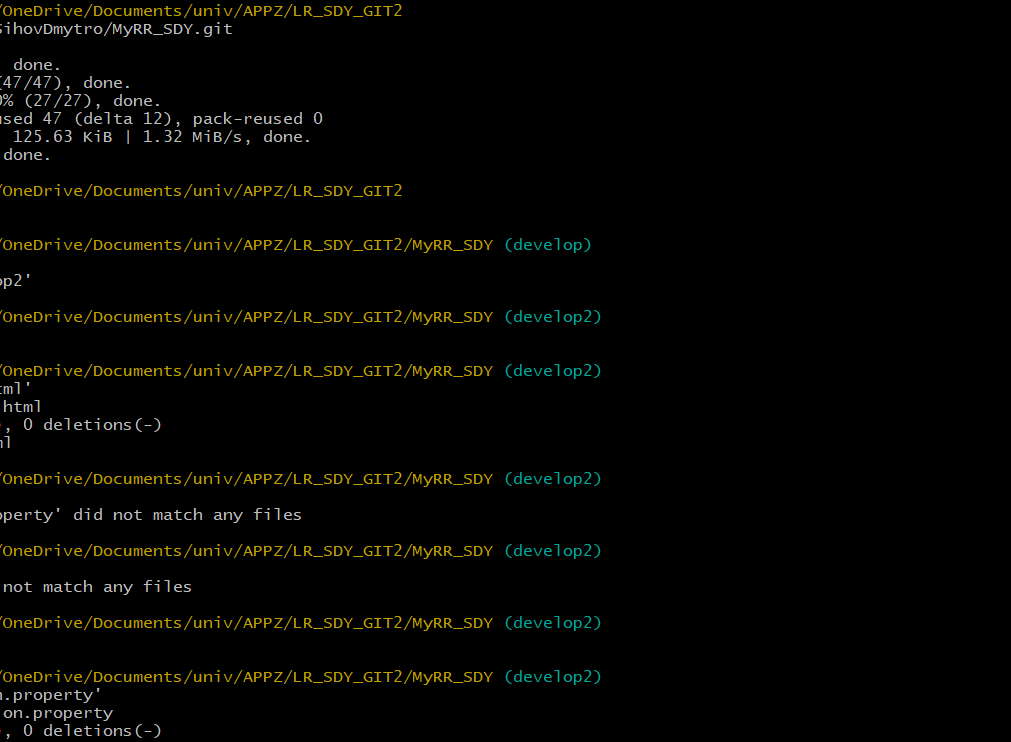 /OneDrive/Documents/univ/APPZ/LR_SDY_GIT2
SihovDmytro/MyRR_SDY.git
done.
(47/47), done.
0% (27/27), done.
used 47 (delta 12), pack-reused 0
125.63 KiB | 1.32 MiB/s, done.
done.
/OneDrive/Documents/univ/APPZ/LR_SDY_GIT2
/OneDrive/Documents/univ/APPZ/LR_SDY_GIT2/MyRR_SDY (develop)
op2'
/OneDrive/Documents/univ/APPZ/LR_SDY_GIT2/MyRR_SDY (develop2)
/OneDrive/Documents/univ/APPZ/LR_SDY_GIT2/MyRR_SDY (develop2)
tml'
html
, 0 deletions(-)
ml
/OneDrive/Documents/univ/APPZ/LR_SDY_GIT2/MyRR_SDY (develop2)
operty' did not match any files
/OneDrive/Documents/univ/APPZ/LR_SDY_GIT2/MyRR_SDY (develop2)
not match any files
/OneDrive/Documents/univ/APPZ/LR_SDY_GIT2/MyRR_SDY (develop2)
/OneDrive/Documents/univ/APPZ/LR_SDY_GIT2/MyRR_SDY (develop2)
n.property'
on.property
, 0 deletions(-)